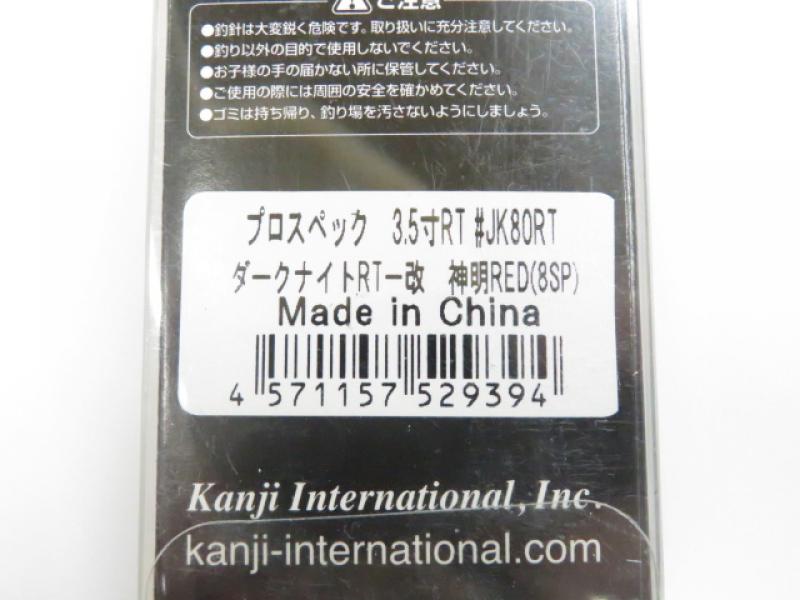 ご注意
●釣針は大変鋭く危険です。取り扱いに充分注意してください。
●釣り以外の目的で使用しないでください。
●お子様の手の届かない所に保管してください。
●ご使用の際には周囲の安全を確かめてください。
●ゴミは持ち帰り、釣り場を汚さないようにしましょう。
プロスペック 3.5寸RT #JK80RT
ダークナイトRT一改 神明RED(8SP)
Made in China
4 571157 529394
Kanji International, Inc.
kanji-international.com